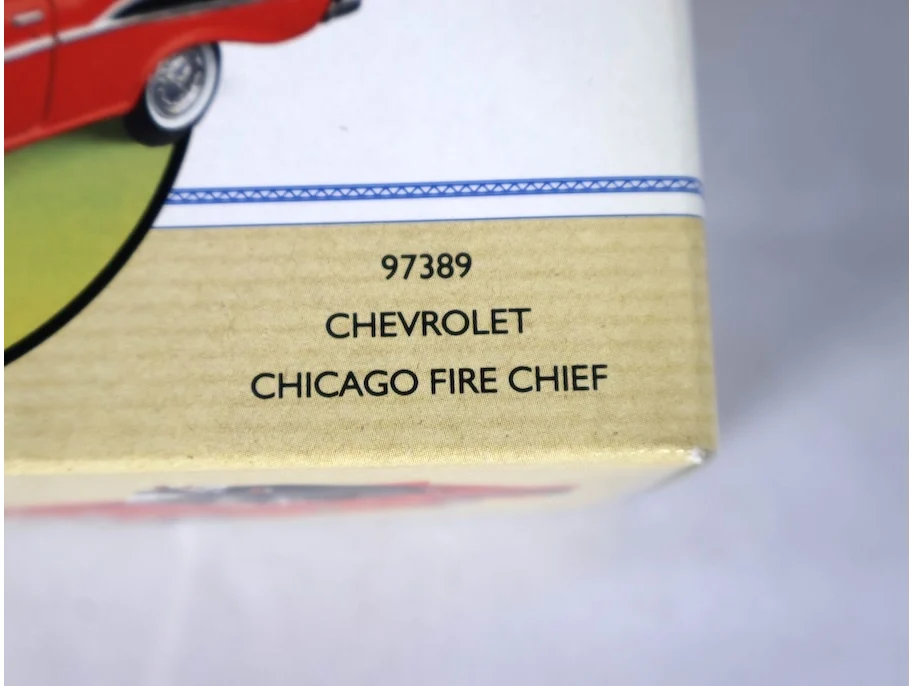 97389
CHEVROLET
CHICAGO FIRE CHIEF